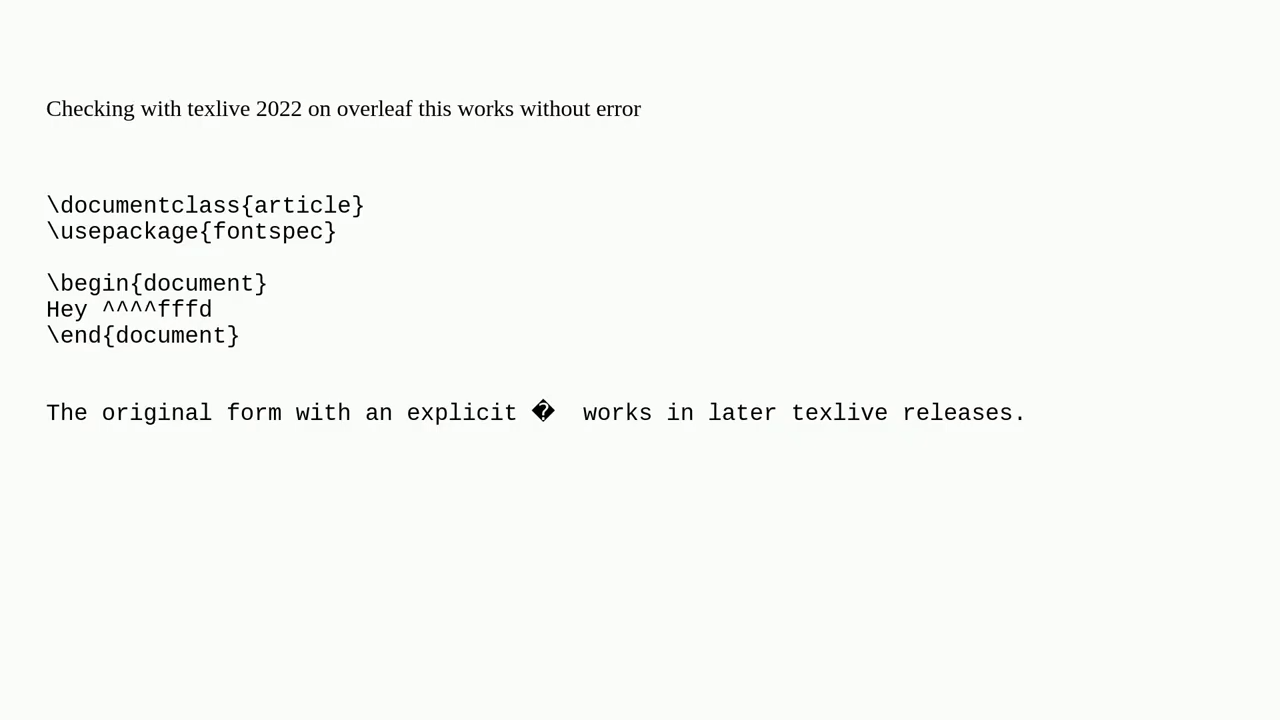 Checking with texlive 2022 on overleaf this works without error
\documentclass{article}
\usepackage{fontspec}
\begin{document}
Hey ^^^^fffd
\end{document}
The original form with an explicit � works in later texlive releases.